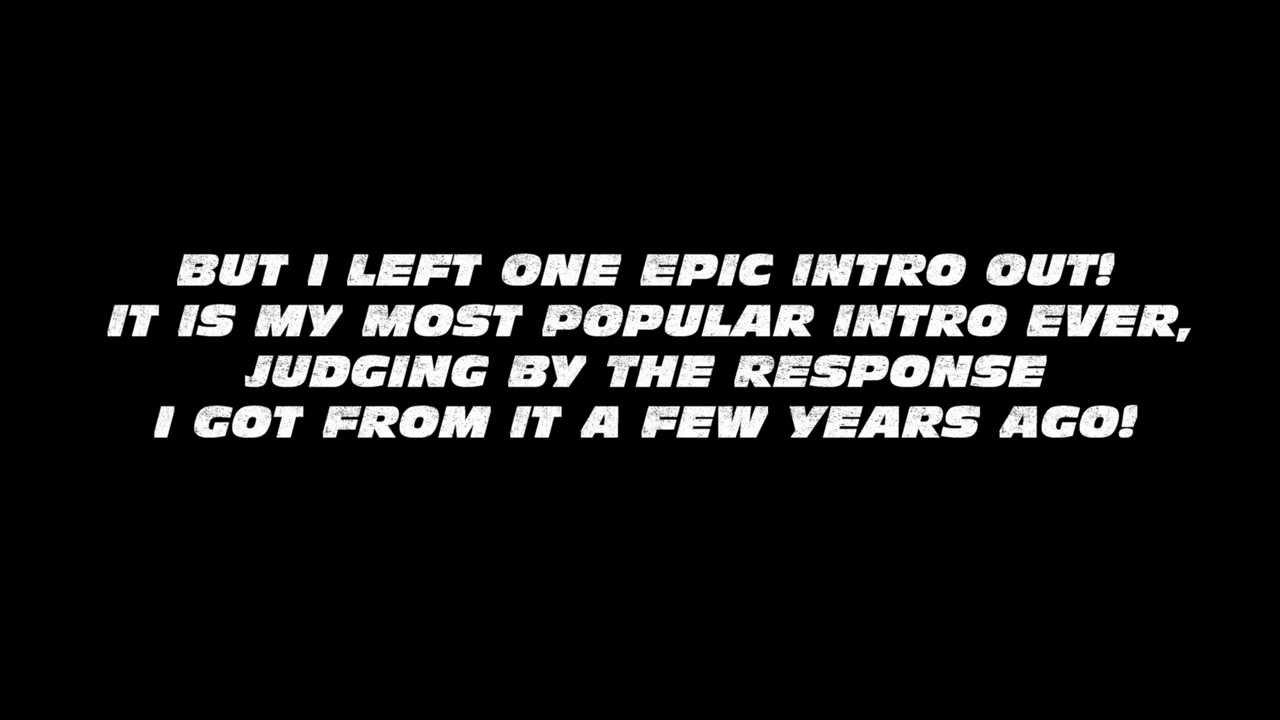 BUT I LEFT ONE EPIC INTRO OUT!
IT IS MY MOST POPULAR INTRO EVER,
JUDGING BY THE RESPONSE
I GOT FROM IT A FEW YEARS AGO!